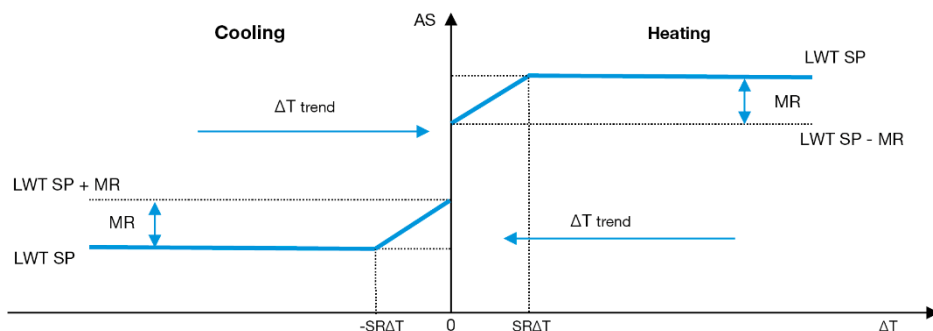 AS
Cooling
Heating
LWT SP
ΔT trend
MR
LWT SP - MR
LWT SP + MR
MR
ΔT trend
LWT SP
-SRΔT
0
SRΔT
ΔT